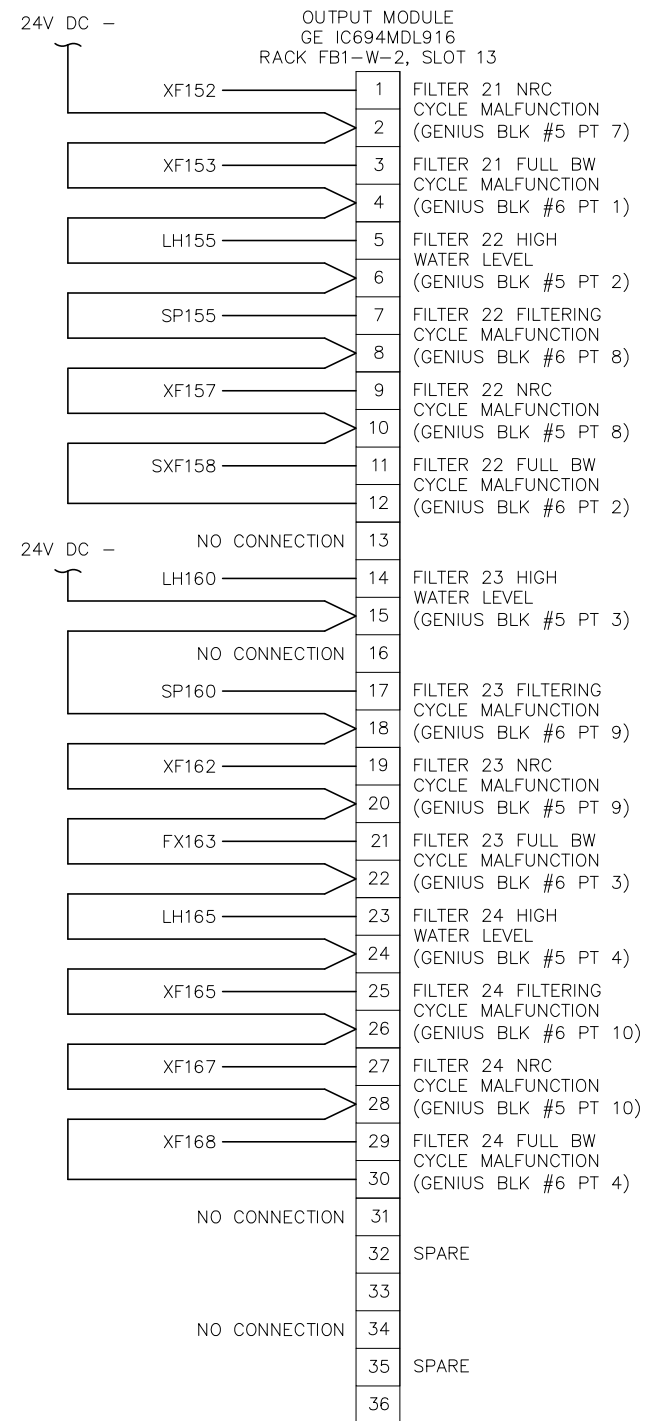 24V DC –
OUTPUT MODULE
GE IC694MDL916
RACK FB1–W–2, SLOT 13
XF152 1 FILTER 21 NRC
CYCLE MALFUNCTION
2 (GENIUS BLK #5 PT 7)
XF153 3 FILTER 21 FULL BW
CYCLE MALFUNCTION
4 (GENIUS BLK #6 PT 1)
LH155 5 FILTER 22 HIGH
WATER LEVEL
6 (GENIUS BLK #5 PT 2)
SP155 7 FILTER 22 FILTERING
CYCLE MALFUNCTION
8 (GENIUS BLK #6 PT 8)
XF157 9 FILTER 22 NRC
CYCLE MALFUNCTION
10 (GENIUS BLK #5 PT 8)
SXF158 11 FILTER 22 FULL BW
CYCLE MALFUNCTION
12 (GENIUS BLK #6 PT 2)
NO CONNECTION 13
24V DC –
LH160 14 FILTER 23 HIGH
WATER LEVEL
15 (GENIUS BLK #5 PT 3)
NO CONNECTION 16
SP160 17 FILTER 23 FILTERING
CYCLE MALFUNCTION
18 (GENIUS BLK #6 PT 9)
XF162 19 FILTER 23 NRC
CYCLE MALFUNCTION
20 (GENIUS BLK #5 PT 9)
FX163 21 FILTER 23 FULL BW
CYCLE MALFUNCTION
22 (GENIUS BLK #6 PT 3)
LH165 23 FILTER 24 HIGH
WATER LEVEL
24 (GENIUS BLK #5 PT 4)
XF165 25 FILTER 24 FILTERING
CYCLE MALFUNCTION
26 (GENIUS BLK #6 PT 10)
XF167 27 FILTER 24 NRC
CYCLE MALFUNCTION
28 (GENIUS BLK #5 PT 10)
XF168 29 FILTER 24 FULL BW
CYCLE MALFUNCTION
30 (GENIUS BLK #6 PT 4)
NO CONNECTION 31
32 SPARE
33
NO CONNECTION 34
35 SPARE
36